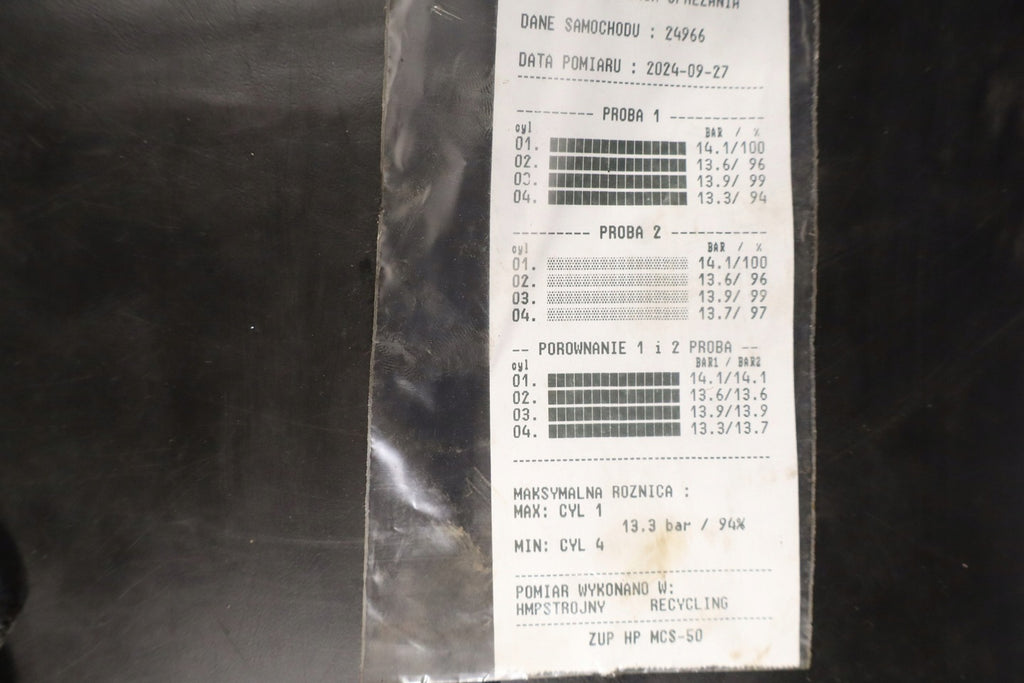 SPREZANIA
DANE SAMOCHODU : 24966
DATA POMIARU : 2024-09-27
PROBA 1
cyl BAR / %
01. 14.1/100
02. 13.6/ 96
03. 13.9/ 99
04. 13.3/ 94
PROBA 2
cyl BAR / %
01. 14.1/100
02. 13.6/ 96
03. 13.9/ 99
04. 13.7/ 97
-- POROWNANIE 1 i 2 PROBA --
cyl BAR1 / BAR2
01. 14.1/14.1
02. 13.6/13.6
03. 13.9/13.9
04. 13.3/13.7
MAKSYMALNA ROZNICA :
MAX: CYL 1
13.3 bar / 94%
MIN: CYL 4
POMIAR WYKONANO W:
HMPSTROJNY RECYCLING
ZUP HP MCS-50